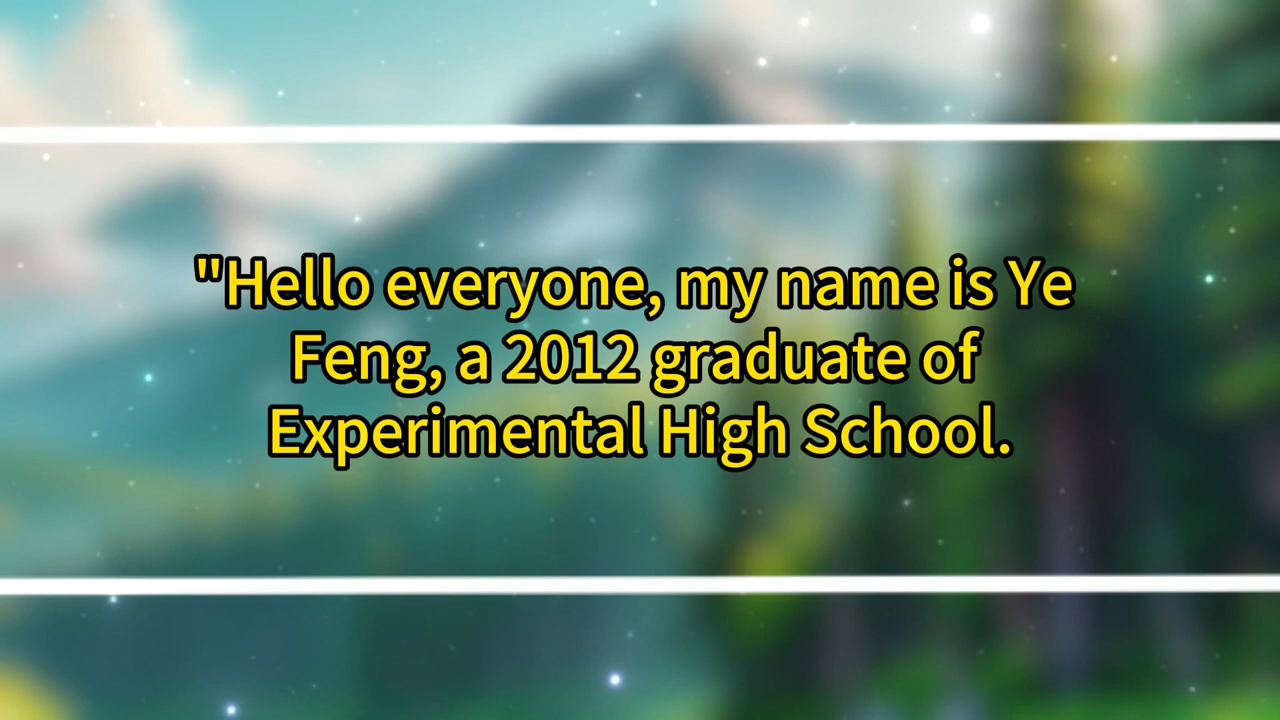 "Hello everyone, my name is Ye
Feng, a 2012 graduate of
Experimental High School.